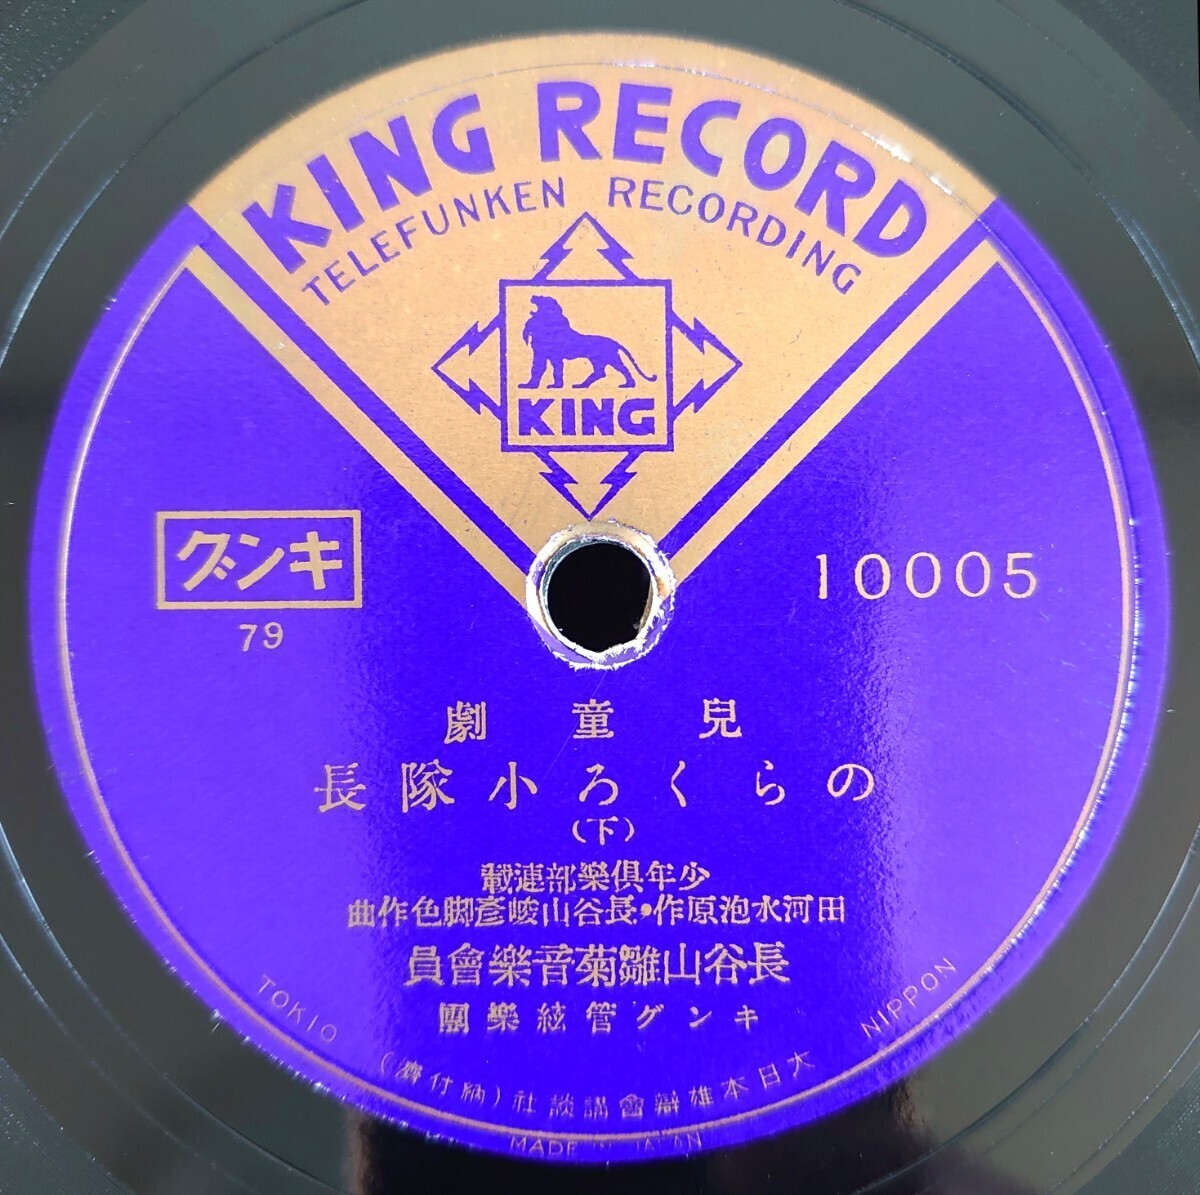 KING RECORD
TELEFUNKEN RECORDING
KING
キング
79
10005
兒童劇
のらくろ小隊長
(下)
少年倶樂部連載
田河水泡原作・長谷山峻彥脚色作曲
長谷山雛菊音樂會員
キング管絃樂團
TOKIO
大日本雄辯會講談社(納付濟)
NIPPON
MADE IN JAPAN